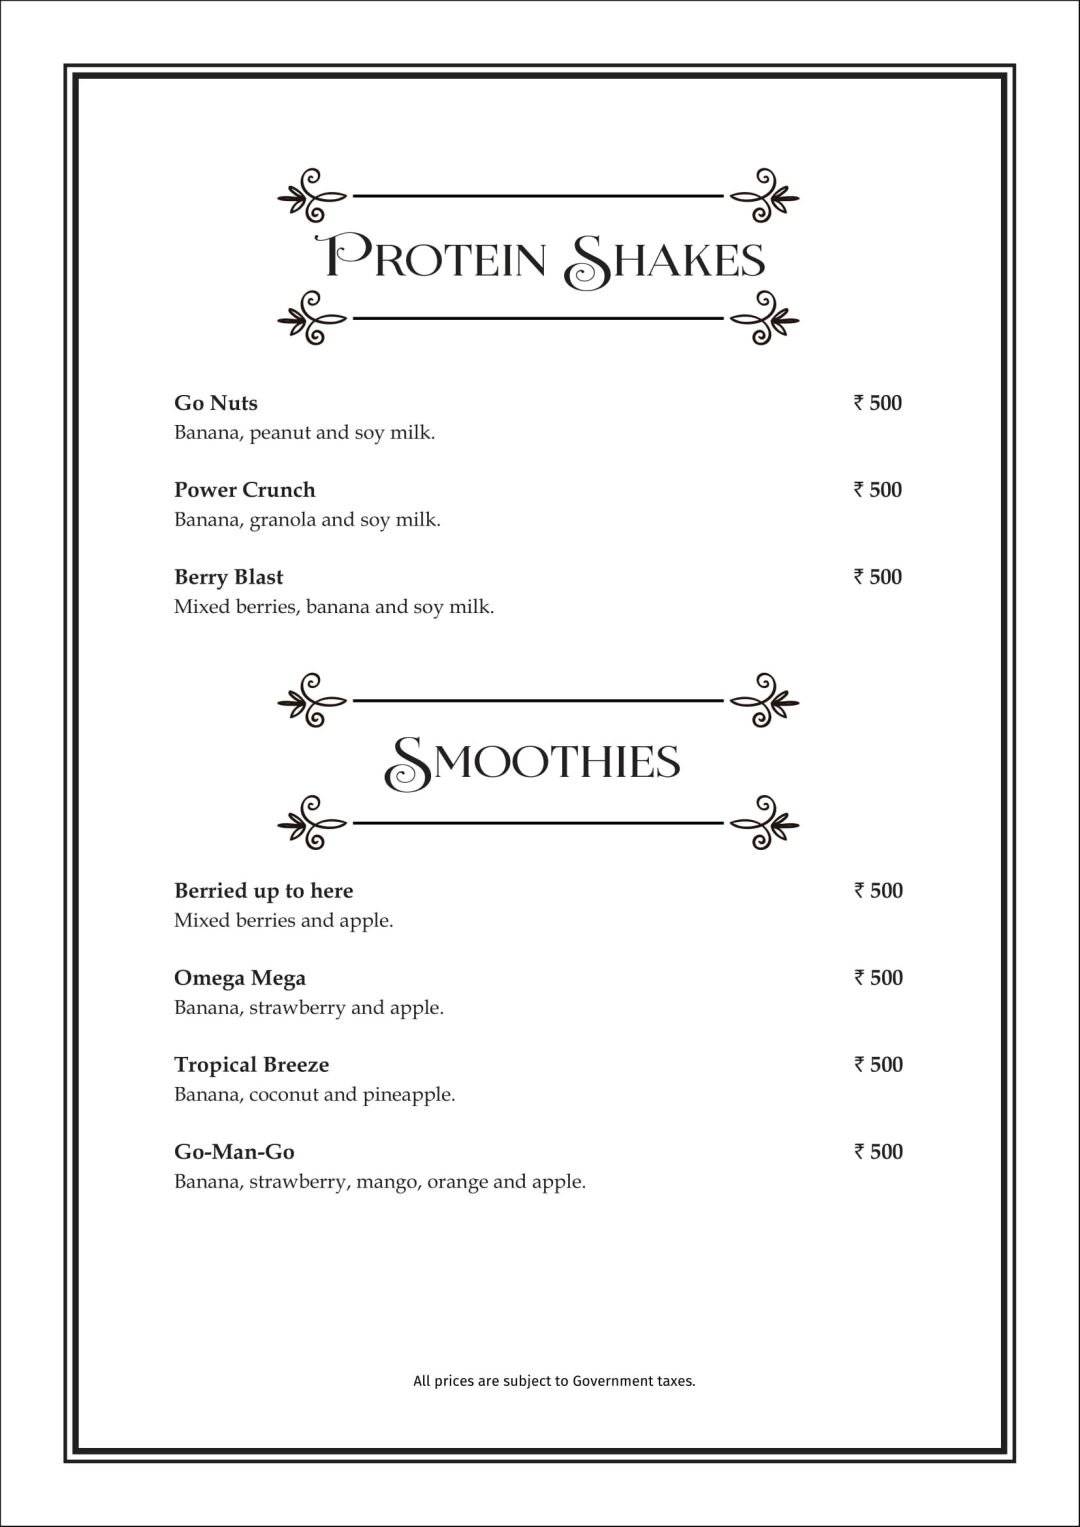 Protein Shakes
Go Nuts ₹ 500
Banana, peanut and soy milk.
Power Crunch ₹ 500
Banana, granola and soy milk.
Berry Blast ₹ 500
Mixed berries, banana and soy milk.
Smoothies
Berried up to here ₹ 500
Mixed berries and apple.
Omega Mega ₹ 500
Banana, strawberry and apple.
Tropical Breeze ₹ 500
Banana, coconut and pineapple.
Go-Man-Go ₹ 500
Banana, strawberry, mango, orange and apple.
All prices are subject to Government taxes.